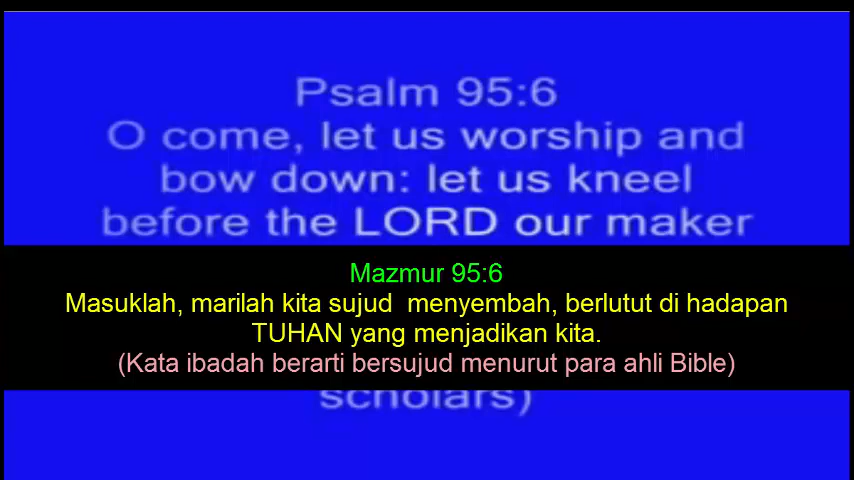 Psalm 95:6
O come, let us worship and
bow down: let us kneel
before the LORD our maker
Mazmur 95:6
Masuklah, marilah kita sujud  menyembah, berlutut di hadapan
TUHAN yang menjadikan kita.
(Kata ibadah berarti bersujud menurut para ahli Bible)
scholars)